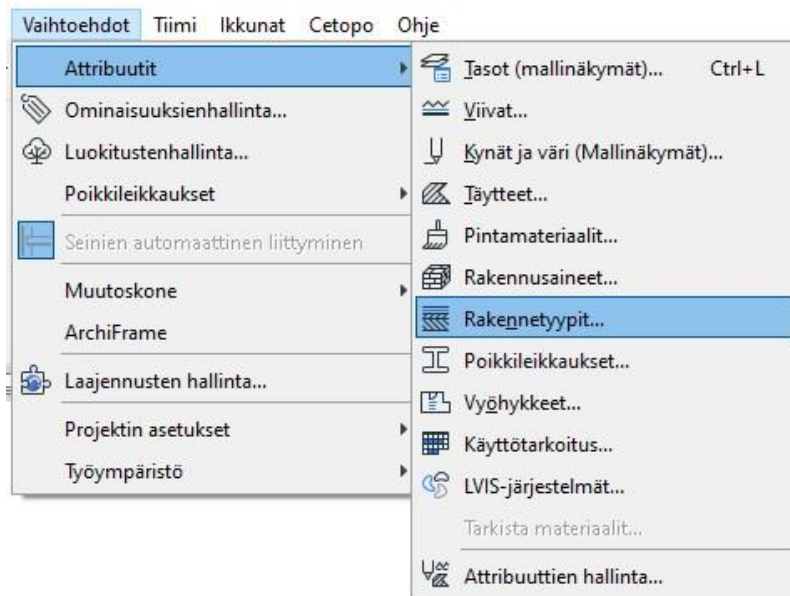 Vaihtoehdot Tiimi Ikkunat Cetopo Ohje
Attribuutit
Ominaisuuksienhallinta...
Luokitustenhallinta...
Poikkileikkaukset
Seinien automaattinen liittyminen
Muutoskone
ArchiFrame
Laajennusten hallinta...
Projektin asetukset
Työympäristö
Tasot (mallinäkymät)... Ctrl+L
Viivat...
Kynät ja väri (Mallinäkymät)...
Täytteet...
Pintamateriaalit...
Rakennusaineet...
Rakennetyypit...
Poikkileikkaukset...
Vyöhykkeet...
Käyttötarkoitus...
LVIS-järjestelmät...
Tarkista materiaalit...
Attribuuttien hallinta...